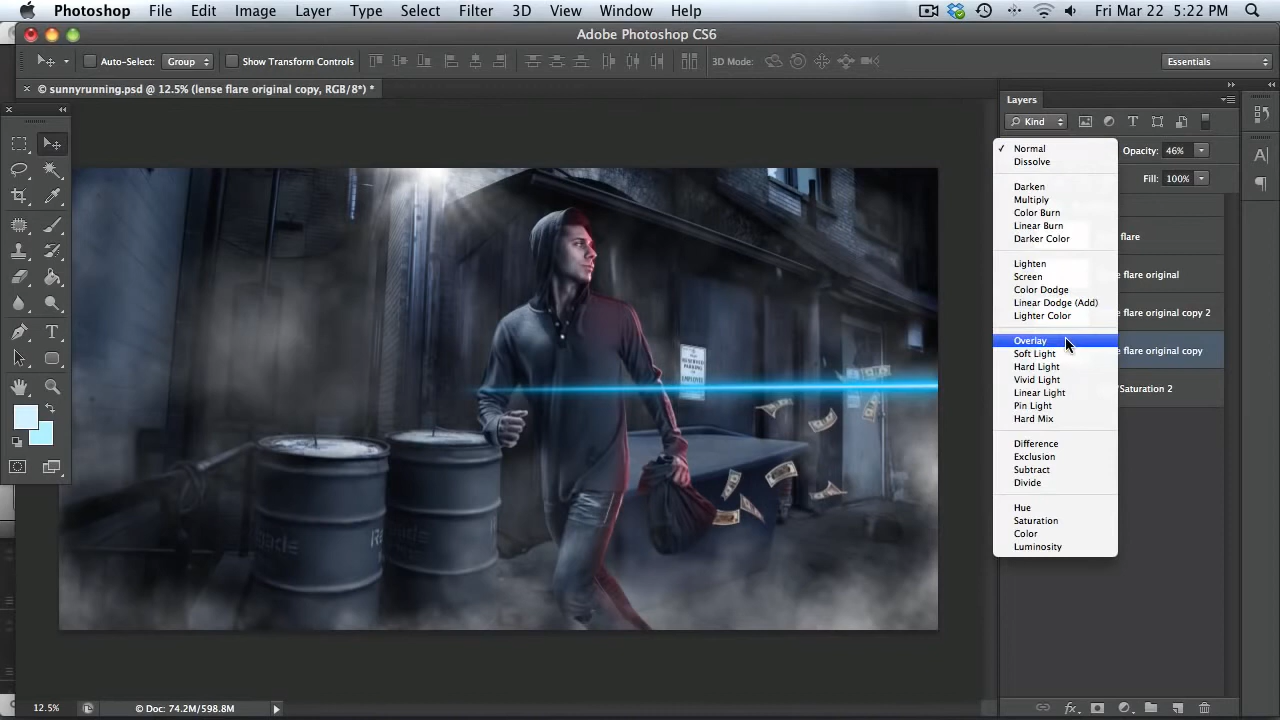 Photoshop File Edit Image Layer Type Select Filter 3D View Window Help Fri Mar 22 5:22 PM
Adobe Photoshop CS6
Auto-Select: Group Show Transform Controls 3D Mode: Essentials
× © sunnyrunning.psd @ 12.5% (lense flare original copy, RGB/8*) *
Layers
Kind
Normal
Opacity: 46%
Dissolve
Fill: 100%
Darken
Multiply
Color Burn
Linear Burn
Darker Color
flare
Lighten
Screen
e flare original
Color Dodge
Linear Dodge (Add)
Lighter Color
e flare original copy 2
Overlay
Soft Light
e flare original copy
Hard Light
Vivid Light
Linear Light
/Saturation 2
Pin Light
Hard Mix
Difference
Exclusion
Subtract
Divide
Hue
Saturation
Color
Luminosity
RESERVED
PARKING
12.5% © Doc: 74.2M/598.8M